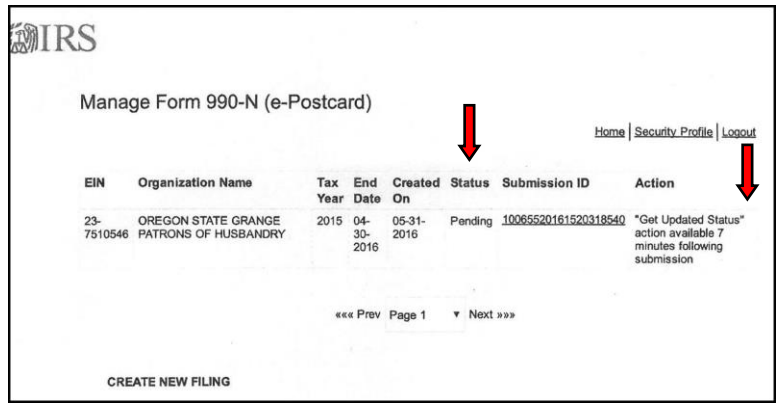 IRS
Manage Form 990-N (e-Postcard)
Home | Security Profile | Logout
EIN Organization Name Tax Year End Date Created On Status Submission ID Action
23-7510546 OREGON STATE GRANGE PATRONS OF HUSBANDRY 2015 04-30-2016 05-31-2016 Pending 10065520161520318540 "Get Updated Status" action available 7 minutes following submission
««« Prev Page 1 ▼ Next »»»
CREATE NEW FILING